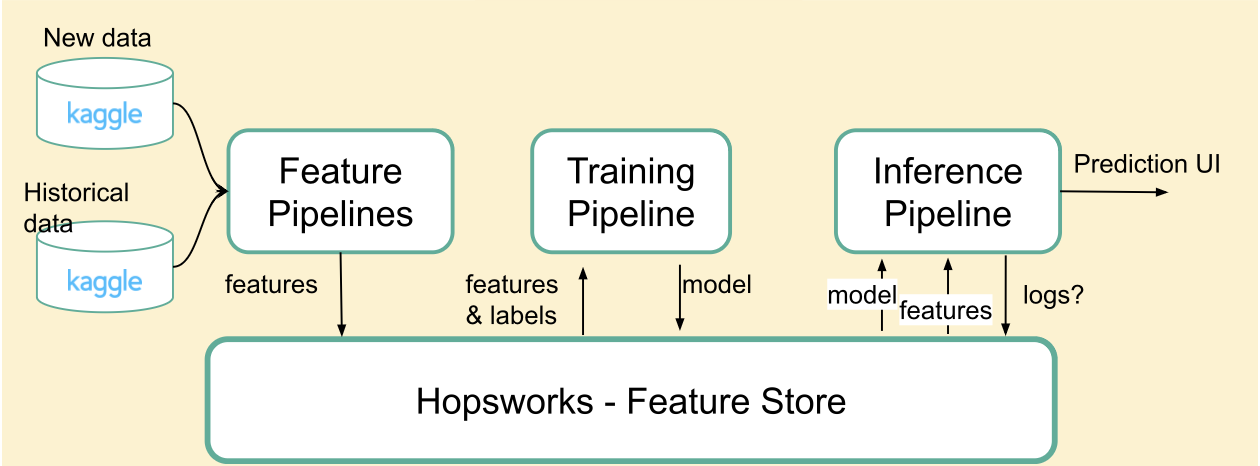 New data
kaggle
Historical
data
kaggle
Feature
Pipelines
Training
Pipeline
Inference
Pipeline
Prediction UI
features
features
& labels
model
model
features
logs?
Hopsworks - Feature Store